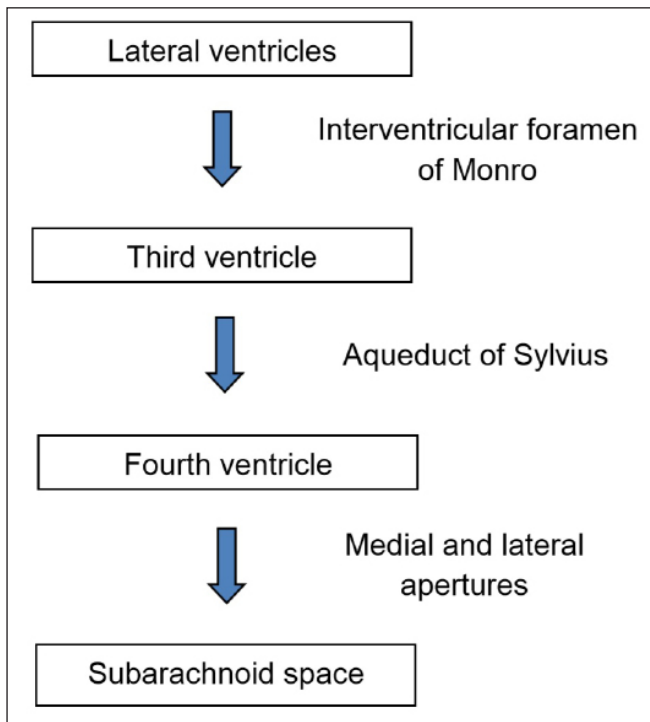 Lateral ventricles
Interventricular foramen
of Monro
Third ventricle
Aqueduct of Sylvius
Fourth ventricle
Medial and lateral
apertures
Subarachnoid space